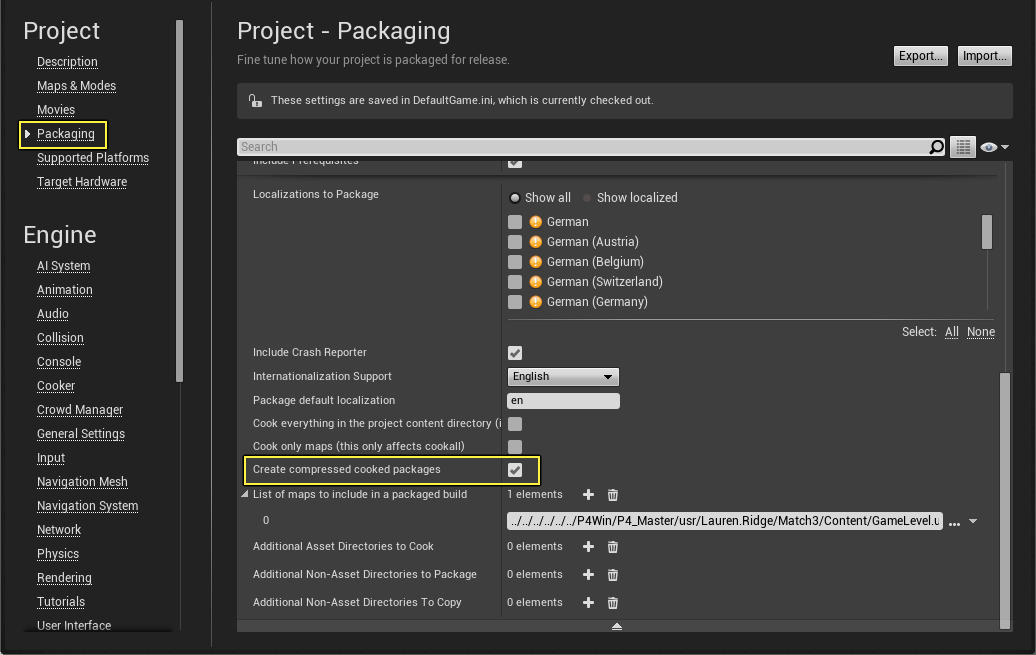 Project
Description
Maps & Modes
Movies
Packaging
Supported Platforms
Target Hardware
Engine
AI System
Animation
Audio
Collision
Console
Cooker
Crowd Manager
General Settings
Input
Navigation Mesh
Navigation System
Network
Physics
Rendering
Tutorials
User Interface
Project - Packaging
Fine tune how your project is packaged for release.
Export... Import...
These settings are saved in DefaultGame.ini, which is currently checked out.
Search
Include Prerequisites
Localizations to Package
Show all Show localized
German
German (Austria)
German (Belgium)
German (Switzerland)
German (Germany)
Select: All None
Include Crash Reporter
Internationalization Support English
Package default localization en
Cook everything in the project content directory (i
Cook only maps (this only affects cookall)
Create compressed cooked packages
List of maps to include in a packaged build 1 elements
0 ../../../../../../P4Win/P4_Master/usr/Lauren.Ridge/Match3/Content/GameLevel.u ...
Additional Asset Directories to Cook 0 elements
Additional Non-Asset Directories to Package 0 elements
Additional Non-Asset Directories To Copy 0 elements